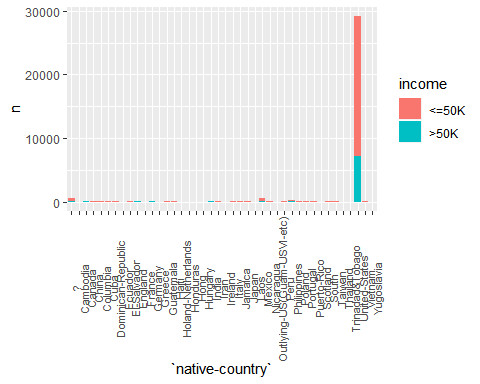 30000
20000
10000
0
n
?
Cambodia
Canada
China
Columbia
Cuba
Dominican-Republic
Ecuador
El-Salvador
England
France
Germany
Greece
Guatemala
Haiti
Holand-Netherlands
Honduras
Hong
Hungary
India
Iran
Ireland
Italy
Jamaica
Japan
Laos
Mexico
Nicaragua
Outlying-US(Guam-USVI-etc)
Peru
Philippines
Poland
Portugal
Puerto-Rico
Scotland
South
Taiwan
Thailand
Trinadad&Tobago
United-States
Vietnam
Yugoslavia
`native-country`
income
<=50K
>50K